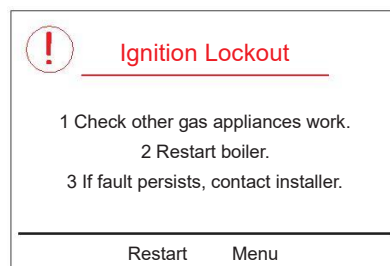 !
Ignition Lockout
1 Check other gas appliances work.
2 Restart boiler.
3 If fault persists, contact installer.
Restart Menu